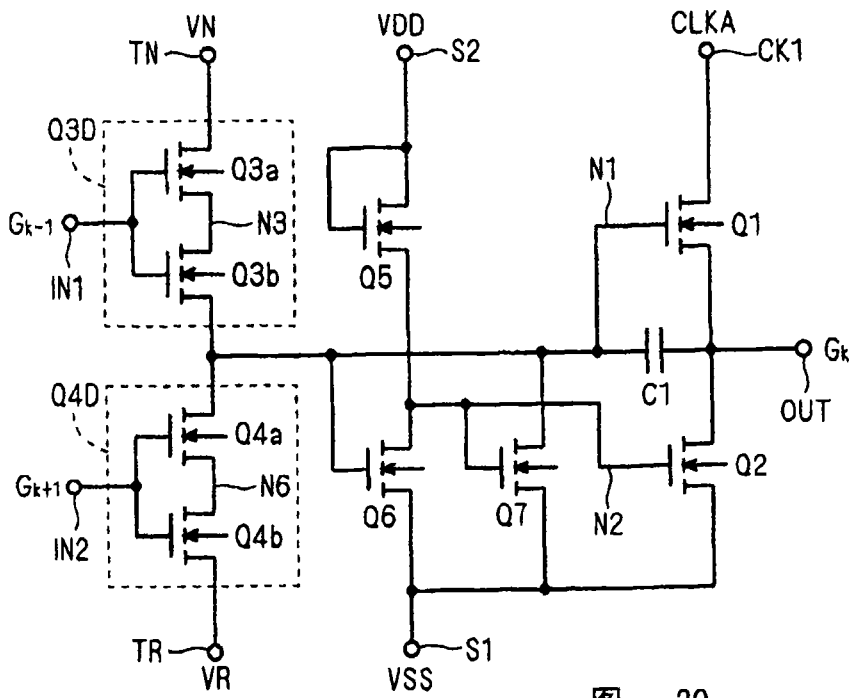 VN
TN
VDD
S2
CLKA
CK1
Q3D
Q3a
N3
Q3b
Gk-1
IN1
Q5
N1
Q1
C1
Gk
OUT
Q4D
Q4a
N6
Q4b
Gk+1
IN2
Q6
Q7
N2
Q2
TR
VR
S1
VSS
图